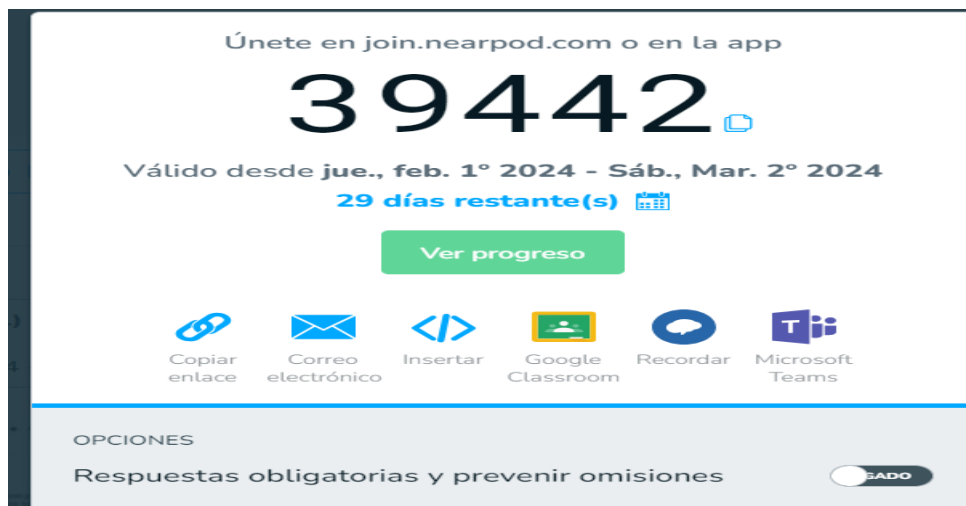 Únete en join.nearpod.com o en la app
39442
Válido desde jue., feb. 1º 2024 - Sáb., Mar. 2º 2024
29 días restante(s)
Ver progreso
Copiar enlace
Correo electrónico
Insertar
Google Classroom
Recordar
Microsoft Teams
OPCIONES
Respuestas obligatorias y prevenir omisiones